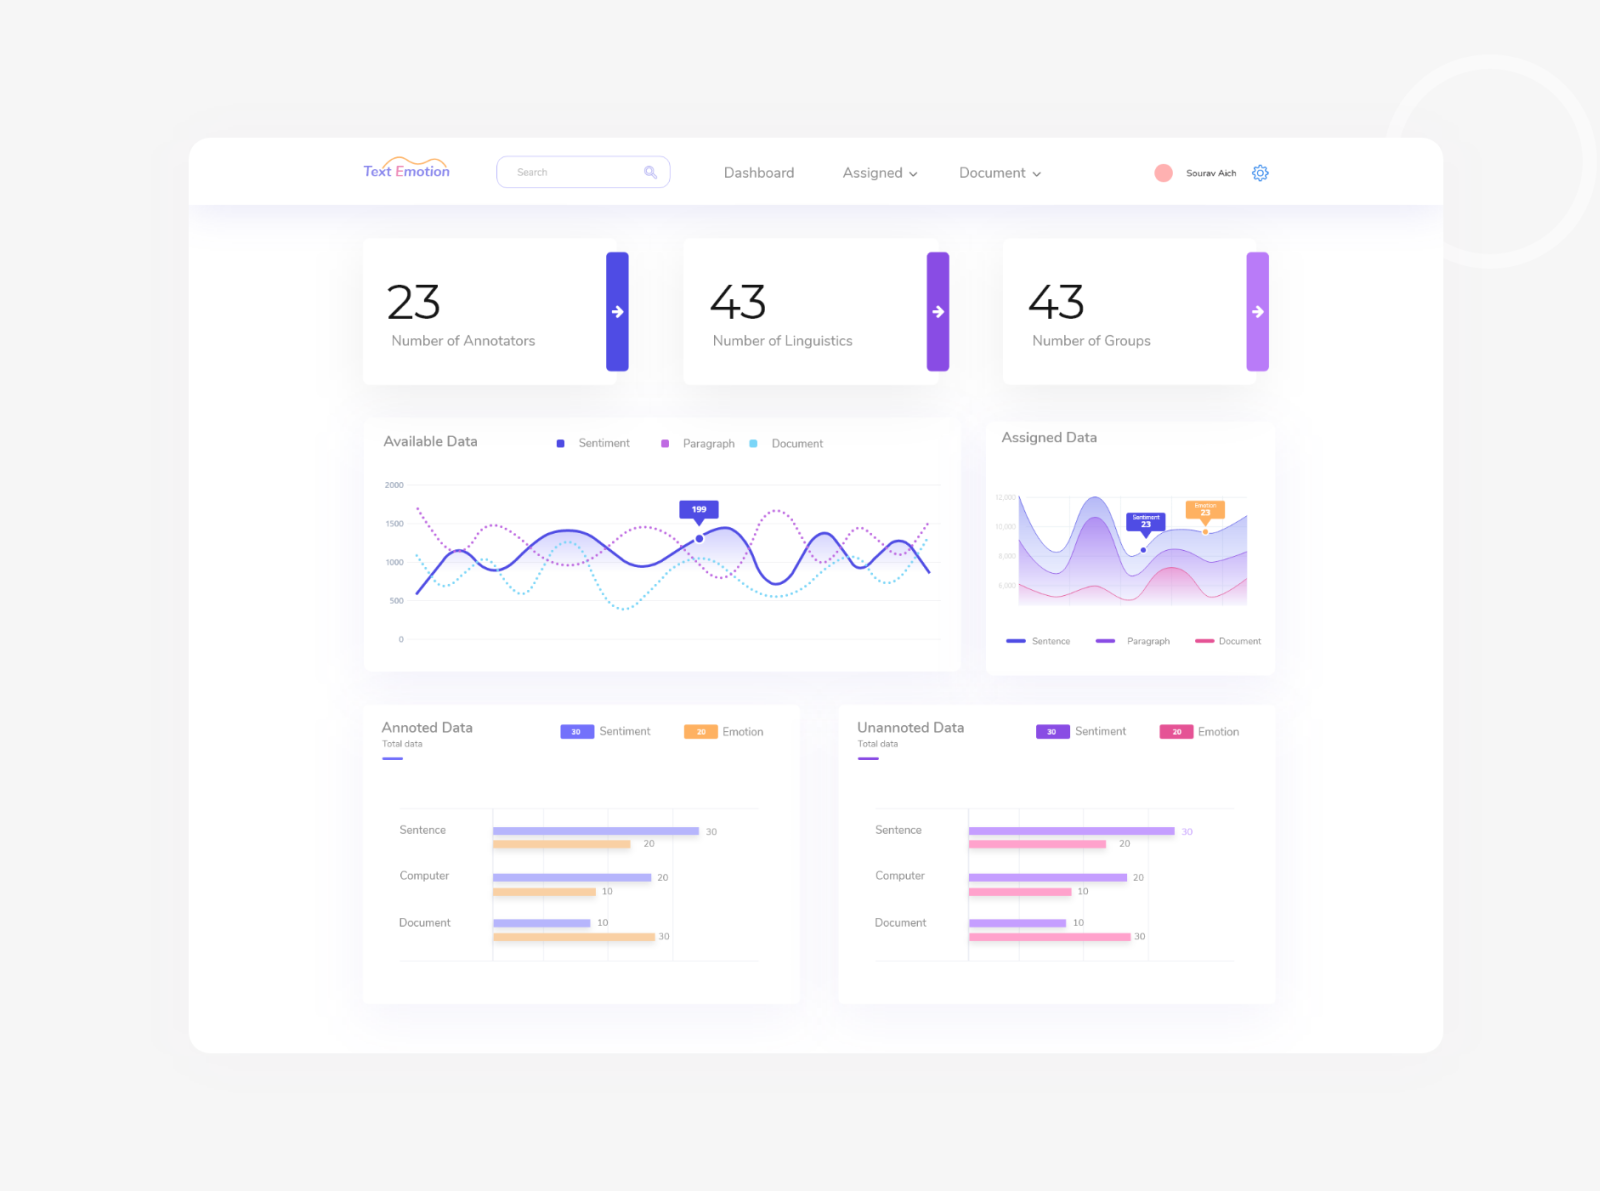 Text Emotion
Search
Dashboard
Assigned
Document
Sourav Aich
23
Number of Annotators
43
Number of Linguistics
43
Number of Groups
Available Data
Sentiment
Paragraph
Document
2000
1500
1000
500
0
199
Assigned Data
12,000
10,000
8,000
6,000
Sentiment
23
Emotion
23
Sentence
Paragraph
Document
Annoted Data
Total data
30 Sentiment
20 Emotion
Sentence
30
20
Computer
20
10
Document
10
30
Unannoted Data
Total data
30 Sentiment
20 Emotion
Sentence
30
20
Computer
20
10
Document
10
30